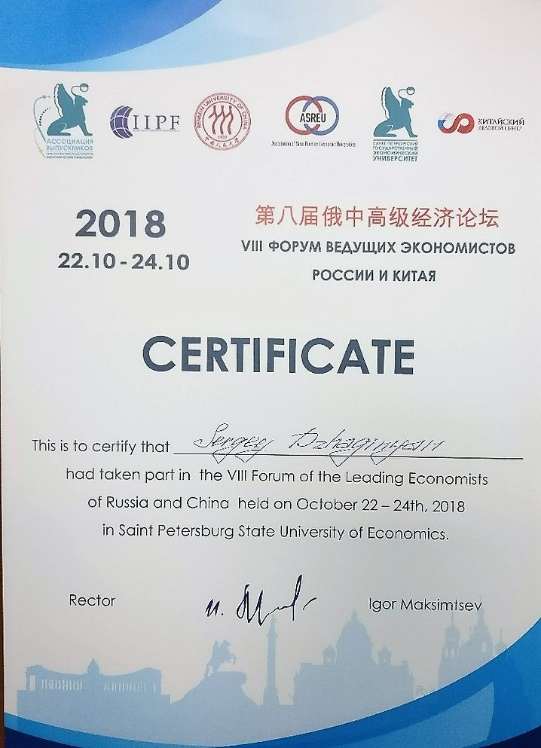 АССОЦИАЦИЯ
ВЫПУСКНИКОВ
IIPF
RENMIN UNIVERSITY OF CHINA
1937
ASREU
САНКТ-ПЕТЕРБУРГСКИЙ
ГОСУДАРСТВЕННЫЙ
ЭКОНОМИЧЕСКИЙ
УНИВЕРСИТЕТ
КИТАЙСКИЙ
ДЕЛОВОЙ ЦЕНТР
2018
22.10 - 24.10
第八届俄中高级经济论坛
VIII ФОРУМ ВЕДУЩИХ ЭКОНОМИСТОВ
РОССИИ И КИТАЯ
CERTIFICATE
This is to certify that Sergey Dzhaginyan
had taken part in the VIII Forum of the Leading Economists
of Russia and China held on October 22 – 24th, 2018
in Saint Petersburg State University of Economics.
Rector Igor Maksimtsev